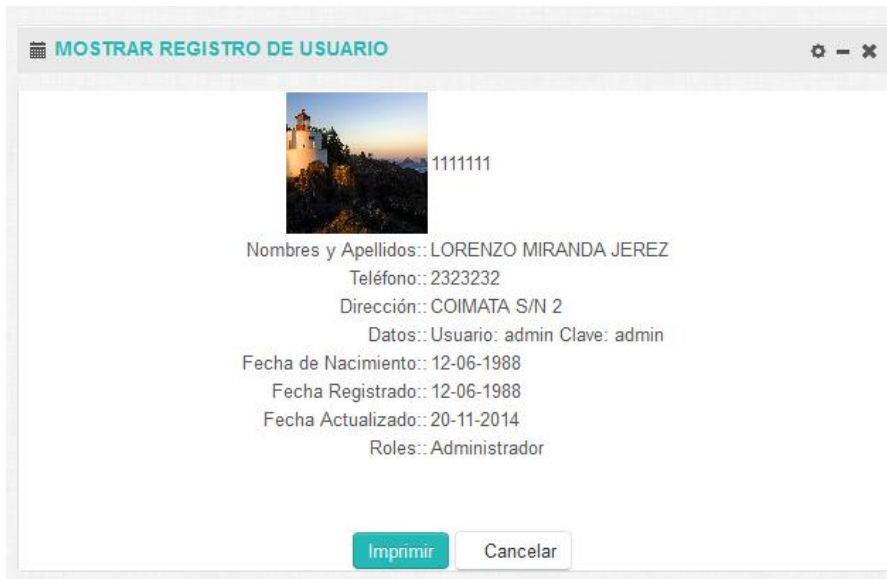 MOSTRAR REGISTRO DE USUARIO
1111111
Nombres y Apellidos:: LORENZO MIRANDA JEREZ
Teléfono:: 2323232
Dirección:: COIMATA S/N 2
Datos:: Usuario: admin Clave: admin
Fecha de Nacimiento:: 12-06-1988
Fecha Registrado:: 12-06-1988
Fecha Actualizado:: 20-11-2014
Roles:: Administrador
Imprimir Cancelar